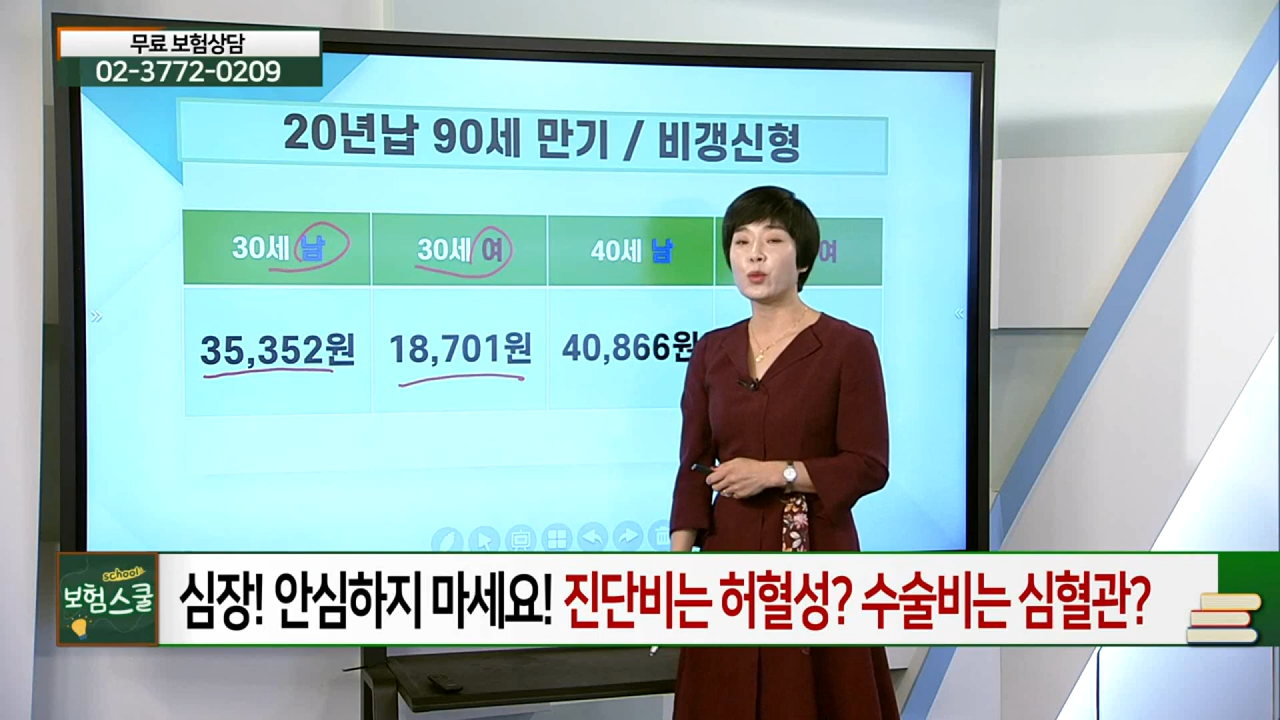 무료 보험상담
02-3772-0209
20년납 90세 만기 / 비갱신형
30세 남
30세 여
40세 남
여
35,352원
18,701원
40,866원
school
보험스쿨
심장! 안심하지 마세요! 진단비는 허혈성? 수술비는 심혈관?